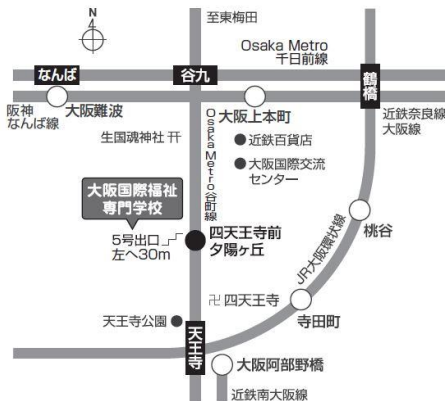 N
4
至東梅田
Osaka Metro
千日前線
なんば
谷九
鶴橋
阪神
なんば線
大阪難波
大阪上本町
近鉄奈良線
大阪線
生国魂神社
Osaka Metro谷町線
近鉄百貨店
大阪国際交流
センター
大阪国際福祉
専門学校
5号出口
左へ30m
四天王寺前
夕陽ヶ丘
JR大阪環状線
桃谷
卍四天王寺
寺田町
天王寺公園
天王寺
大阪阿部野橋
近鉄南大阪線